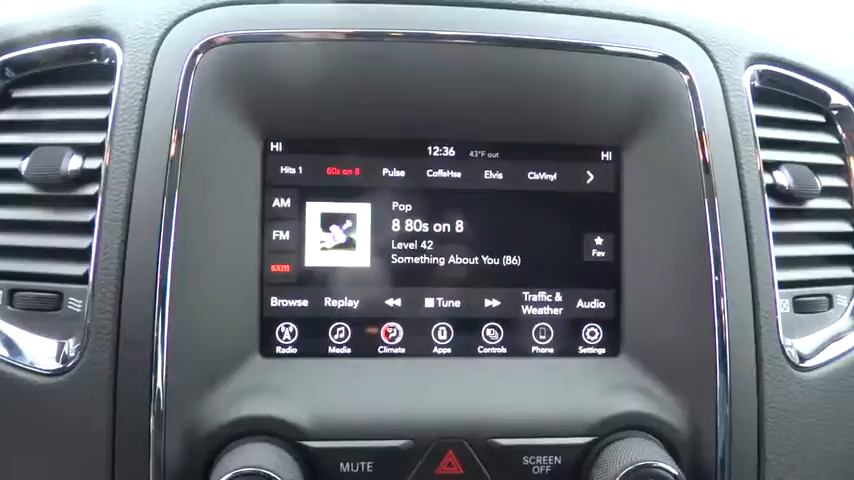 HI 12:36 43°F out HI
Hits 1 80s on 8 Pulse CoffeHse Elvis ClsVinyl
AM
FM
sxm
Pop
8 80s on 8
Level 42
Something About You (86)
Fav
Browse Replay Tune Traffic & Weather Audio
Radio Media Climate Apps Controls Phone Settings
MUTE
SCREEN
OFF